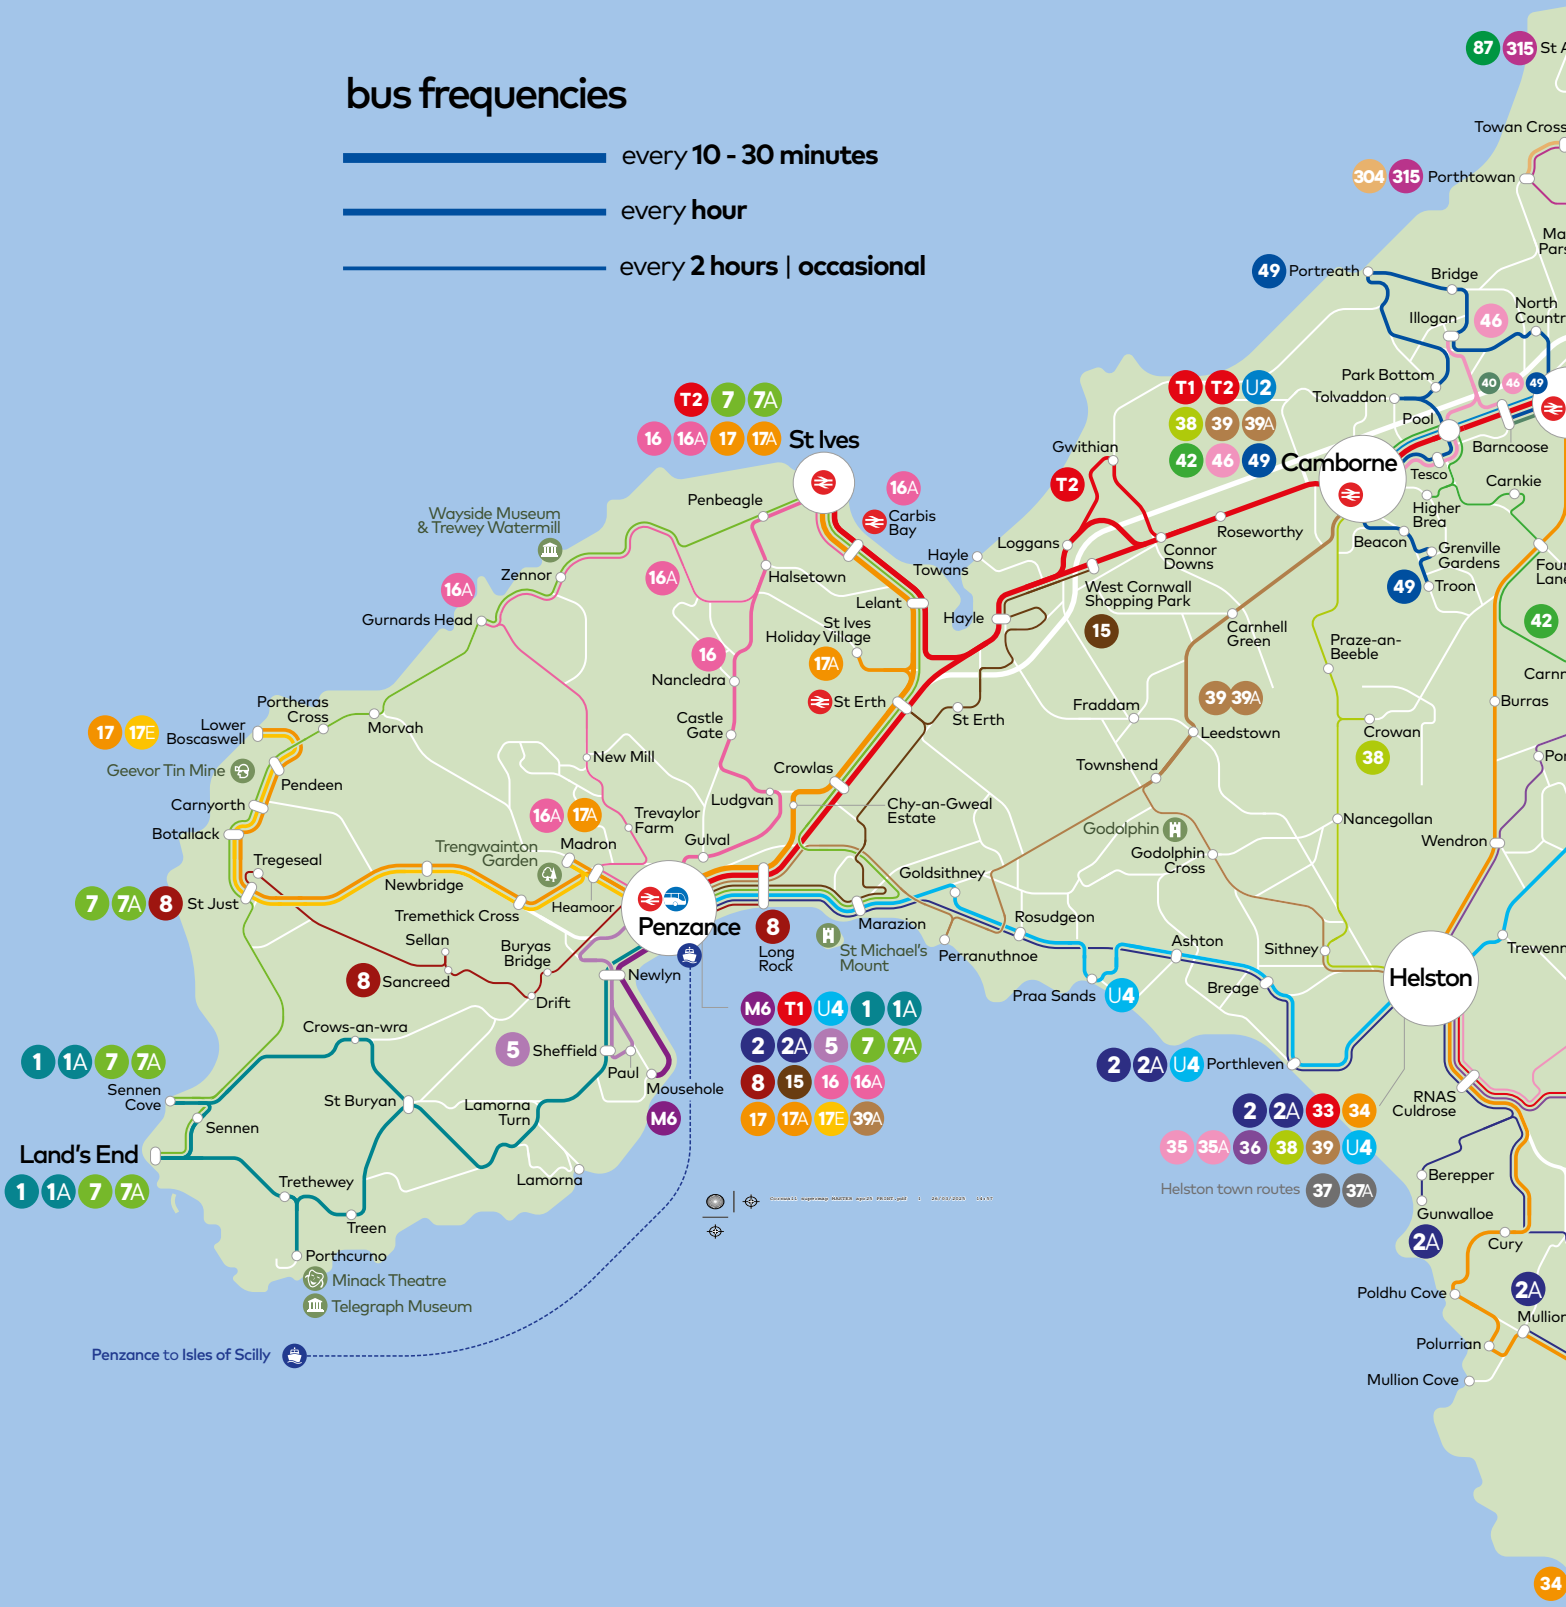 bus frequencies
every 10 - 30 minutes
every hour
every 2 hours | occasional
87 315 St A
Towan Cross
304 315 Porthtowan
Ma
Par
49 Portreath
Bridge
Illogan
46
North
Countr
Park Bottom
Tolvaddon
40 46 49
Pool
Barncoose
T1 T2 U2
38 39 39A
42 46 49
Camborne
Tesco
Carnkie
Higher
Brea
Beacon
Grenville
Gardens
49 Troon
Four
Lane
42
Carnm
T2 7 7A
16 16A 17 17A
St Ives
16A
Carbis
Bay
Penbeagle
Wayside Museum
& Trewey Watermill
Zennor
16A
Gurnards Head
16A
Halsetown
Lelant
St Ives
Holiday Village
17A
16
Nancledra
St Erth
Castle
Gate
Hayle
Towans
Hayle
Gwithian
T2
Loggans
Connor
Downs
Roseworthy
West Cornwall
Shopping Park
15
Carnhell
Green
Praze-an-
Beeble
39 39A
St Erth
Fraddam
Leedstown
Crowan
38
Burras
Por
Townshend
Nancegollan
Wendron
Godolphin
Godolphin
Cross
Portheras
Cross
Morvah
17 17E
Lower
Boscaswell
Geevor Tin Mine
Pendeen
Carnyorth
Botallack
Tregeseal
7 7A 8 St Just
New Mill
16A 17A
Madron
Trevaylor
Farm
Trengwainton
Garden
Heamoor
Newbridge
Tremethick Cross
Crowlas
Ludgvan
Gulval
Chy-an-Gweal
Estate
Goldsithney
Penzance
8
Long
Rock
Marazion
St Michael's
Mount
Perranuthnoe
Rosudgeon
Praa Sands U4
Ashton
Breage
Sithney
Helston
Trewenn
Sellan
Buryas
Bridge
8 Sancreed
Drift
Newlyn
Crows-an-wra
5 Sheffield
Paul
Mousehole
M6
M6 T1 U4 1 1A
2 2A 5 7 7A
8 15 16 16A
17 17A 17E 39A
1 1A 7 7A
Sennen
Cove
Sennen
Land's End
1 1A 7 7A
St Buryan
Lamorna
Turn
Lamorna
Trethewey
Treen
Porthcurno
Minack Theatre
Telegraph Museum
Penzance to Isles of Scilly
2 2A U4 Porthleven
2 2A 33 34
35 35A 36 38 39 U4
Helston town routes 37 37A
RNAS
Culdrose
Berepper
Gunwalloe
2A
Cury
Poldhu Cove
2A
Mullion
Polurrian
Mullion Cove
34